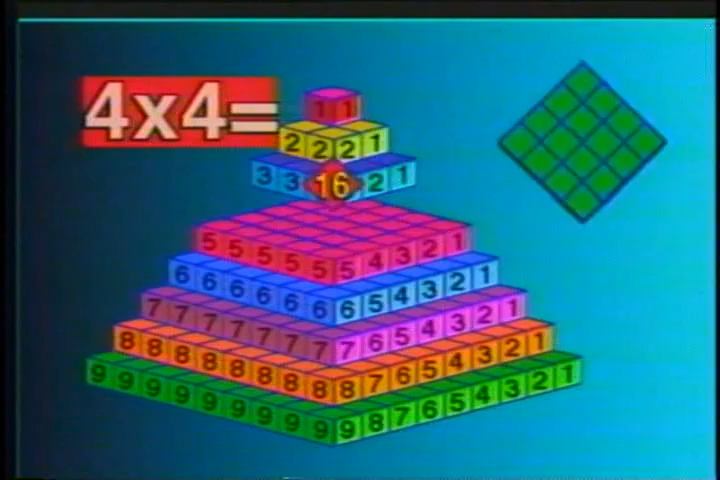 4x4=
1 1
2 2 2 1
3 3 16 2 1
5 5 5 5 5 5 4 3 2 1
6 6 6 6 6 6 6 5 4 3 2 1
7 7 7 7 7 7 7 7 6 5 4 3 2 1
8 8 8 8 8 8 8 8 8 7 6 5 4 3 2 1
9 9 9 9 9 9 9 9 9 9 8 7 6 5 4 3 2 1